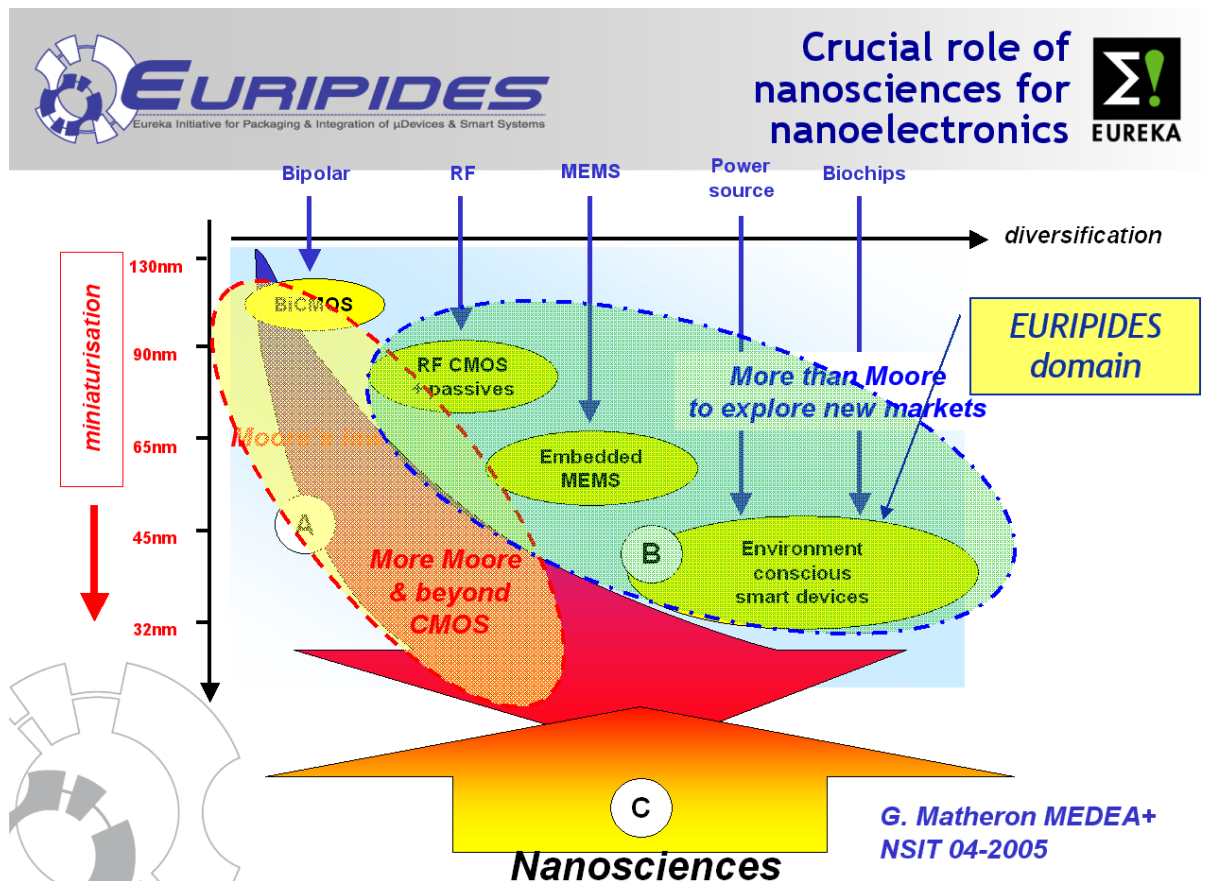 EURIPIDES
Eureka Initiative for Packaging & Integration of µDevices & Smart Systems
Crucial role of
nanosciences for
nanoelectronics
Σ!
EUREKA
Bipolar
RF
MEMS
Power
source
Biochips
diversification
miniaturisation
130nm
90nm
65nm
45nm
32nm
BiCMOS
RF CMOS
+ passives
Embedded
MEMS
Environment
conscious
smart devices
More than Moore
to explore new markets
EURIPIDES
domain
Moore's law
A
More Moore
& beyond
CMOS
B
C
Nanosciences
G. Matheron MEDEA+
NSIT 04-2005